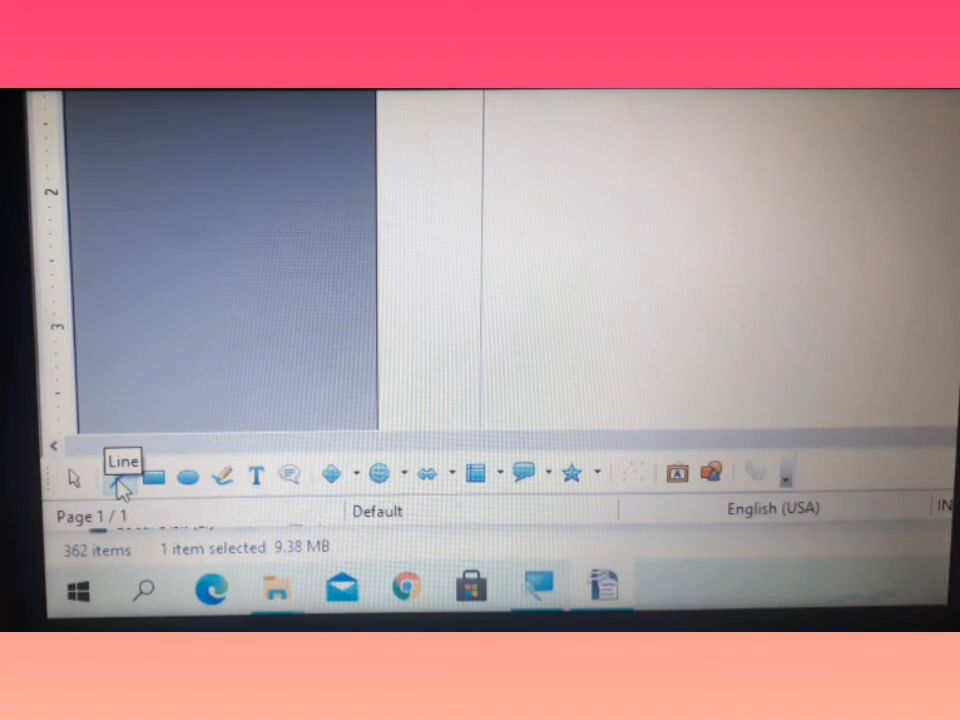 2
3
Line
Page 1 / 1
Default
English (USA)
IN
362 items
1 item selected 9.38 MB